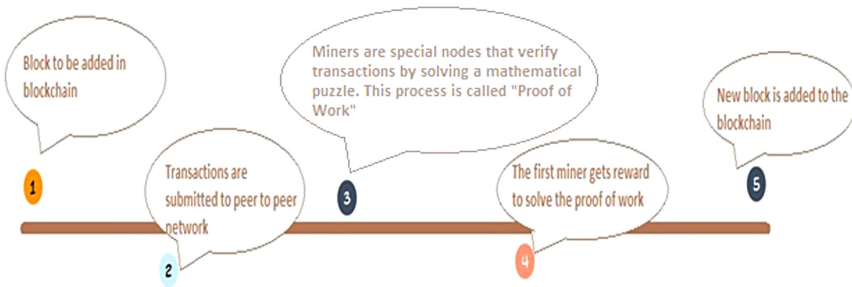 Block to be added in
blockchain
1
Transactions are
submitted to peer to peer
network
2
Miners are special nodes that verify
transactions by solving a mathematical
puzzle. This process is called "Proof of
Work"
3
The first miner gets reward
to solve the proof of work
4
New block is added to the
blockchain
5